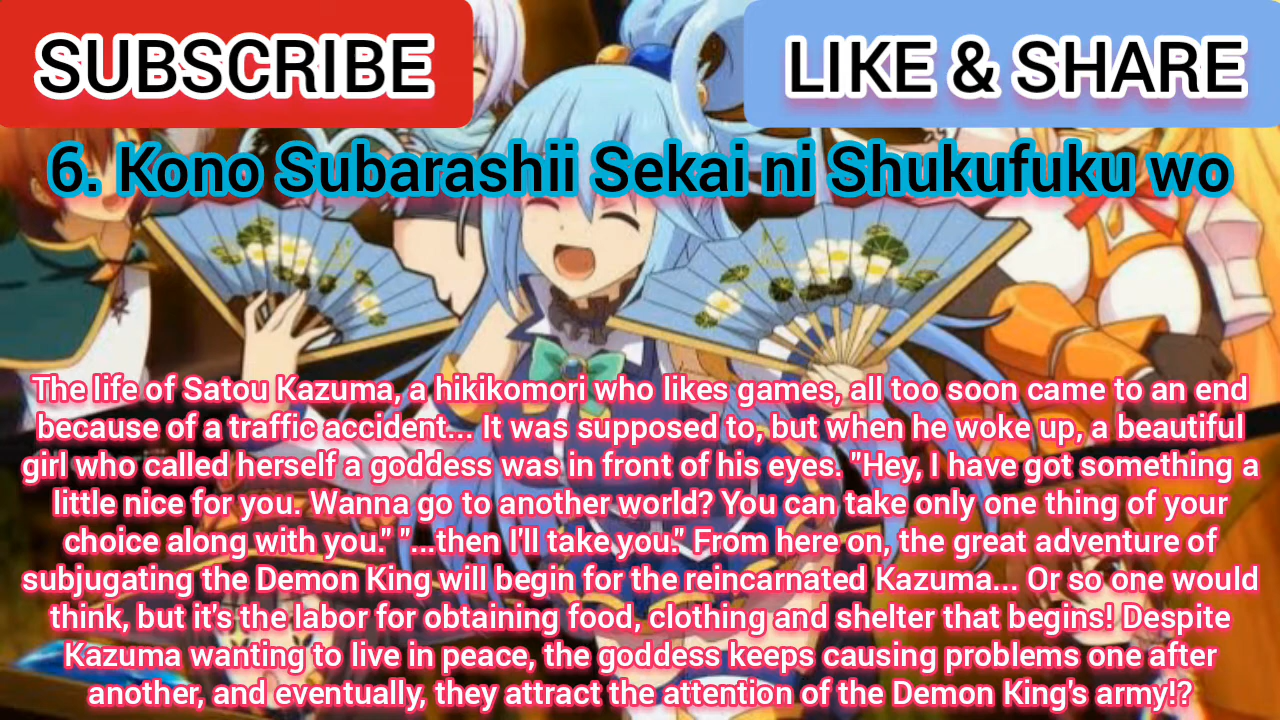 SUBSCRIBE
LIKE & SHARE
6. Kono Subarashii Sekai ni Shukufuku wo
The life of Satou Kazuma, a hikikomori who likes games, all too soon came to an end
because of a traffic accident... It was supposed to, but when he woke up, a beautiful
girl who called herself a goddess was in front of his eyes. "Hey, I have got something a
little nice for you. Wanna go to another world? You can take only one thing of your
choice along with you." "...then I'll take you." From here on, the great adventure of
subjugating the Demon King will begin for the reincarnated Kazuma... Or so one would
think, but it's the labor for obtaining food, clothing and shelter that begins! Despite
Kazuma wanting to live in peace, the goddess keeps causing problems one after
another, and eventually, they attract the attention of the Demon King's army!?